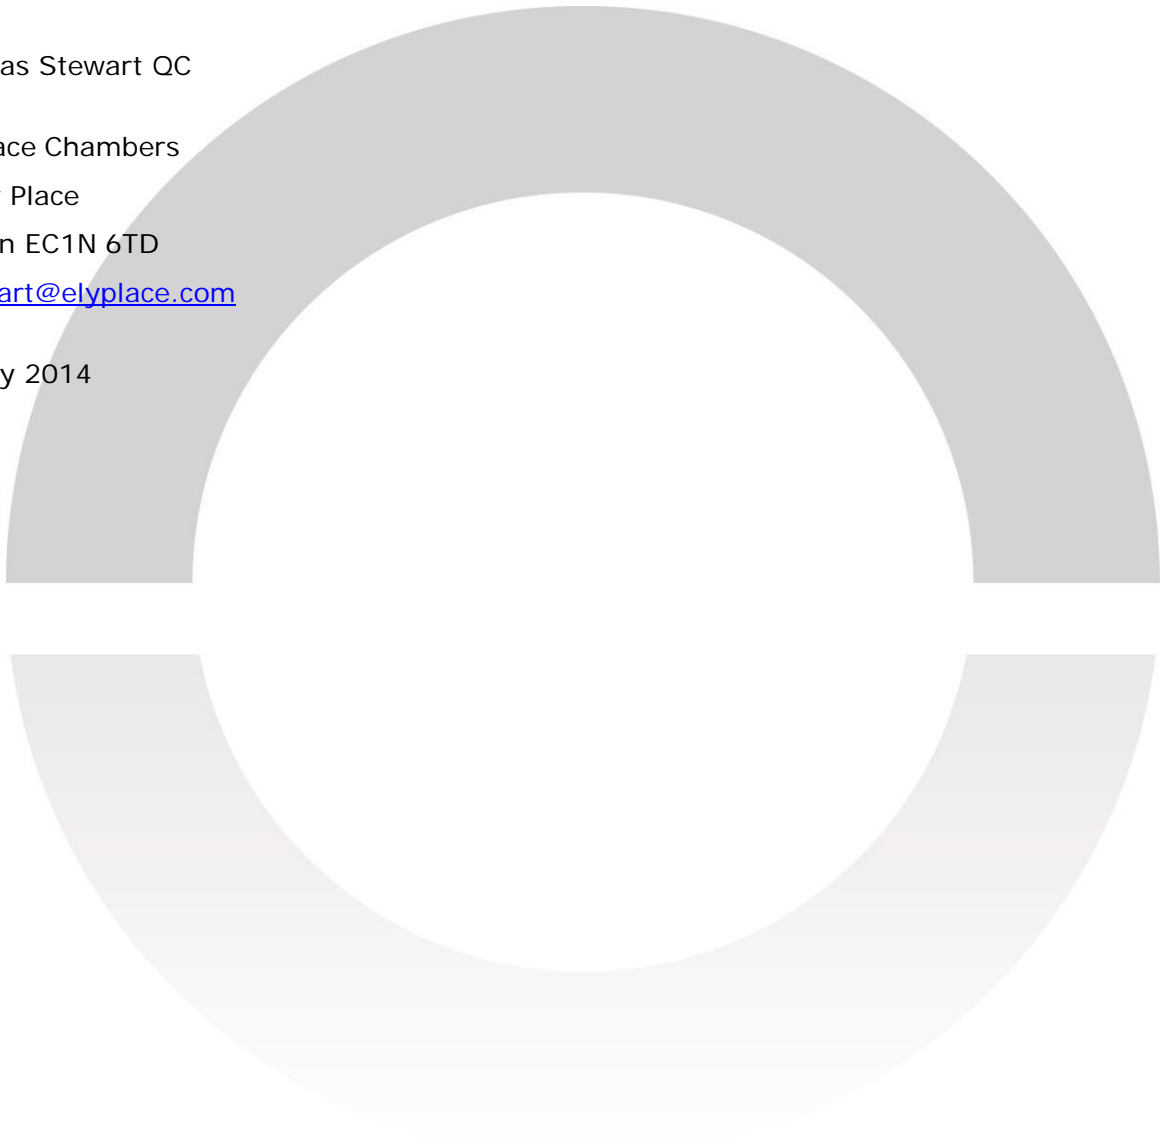 as Stewart QC
ace Chambers
Place
n EC1N 6TD
art@elyplace.com
y 2014